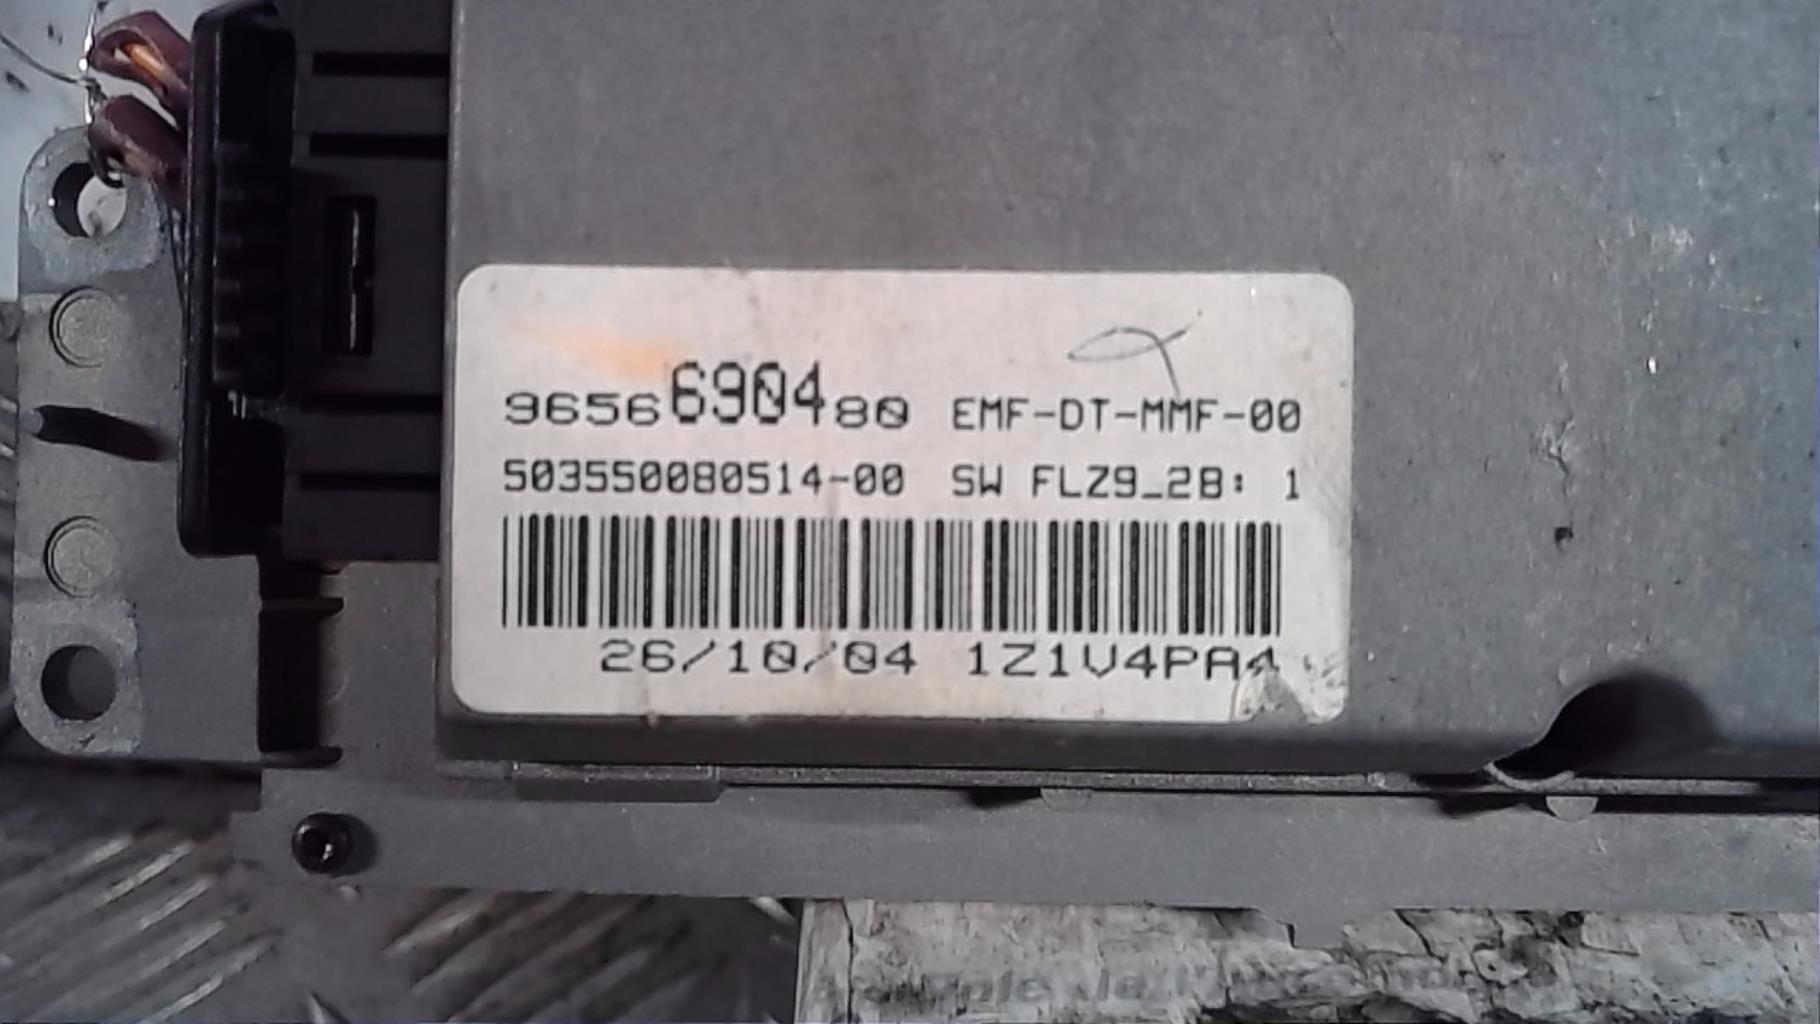 9656690480 EMF-DT-MMF-00
503550080514-00 SW FLZ9_2B: 1
26/10/04 1Z1V4PA4